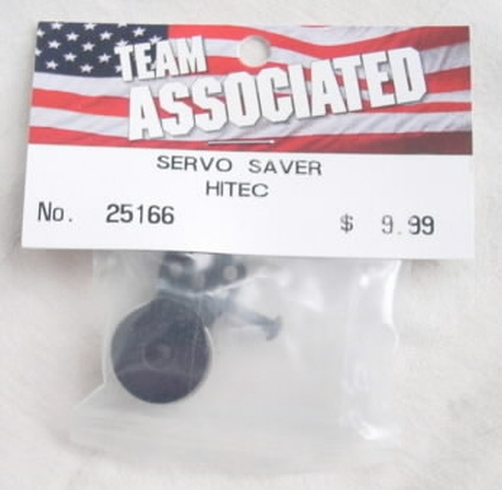 TEAM
ASSOCIATED
SERVO SAVER
HITEC
No. 25166 $ 9.99